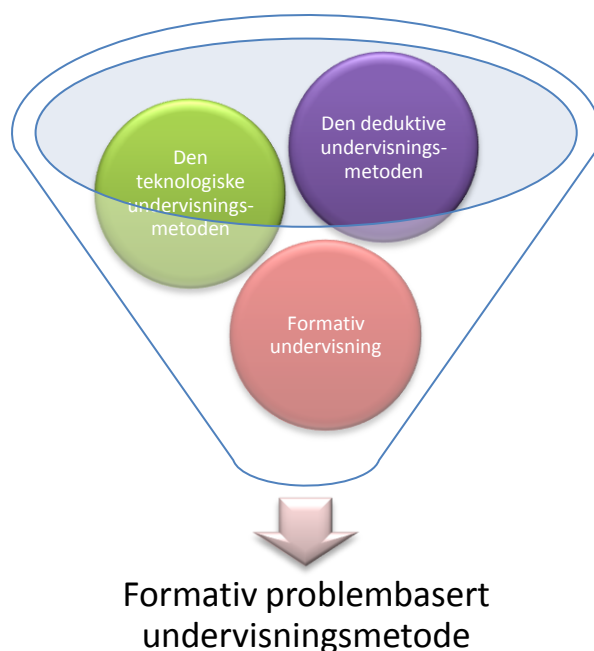 Den deduktive
undervisnings-
metoden
Den
teknologiske
undervisnings-
metoden
Formativ
undervisning
Formativ problembasert
undervisningsmetode